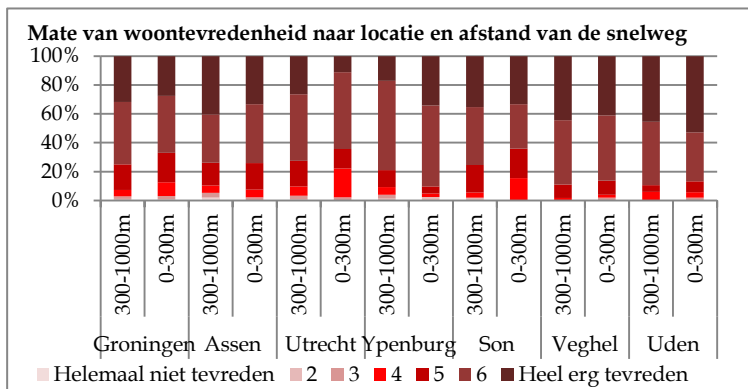 Mate van woontevredenheid naar locatie en afstand van de snelweg
100%
80%
60%
40%
20%
0%
300-1000m 0-300m 300-1000m 0-300m 300-1000m 0-300m 300-1000m 0-300m 300-1000m 0-300m 300-1000m 0-300m 300-1000m 0-300m
Groningen Assen Utrecht Ypenburg Son Veghel Uden
Helemaal niet tevreden 2 3 4 5 6 Heel erg tevreden